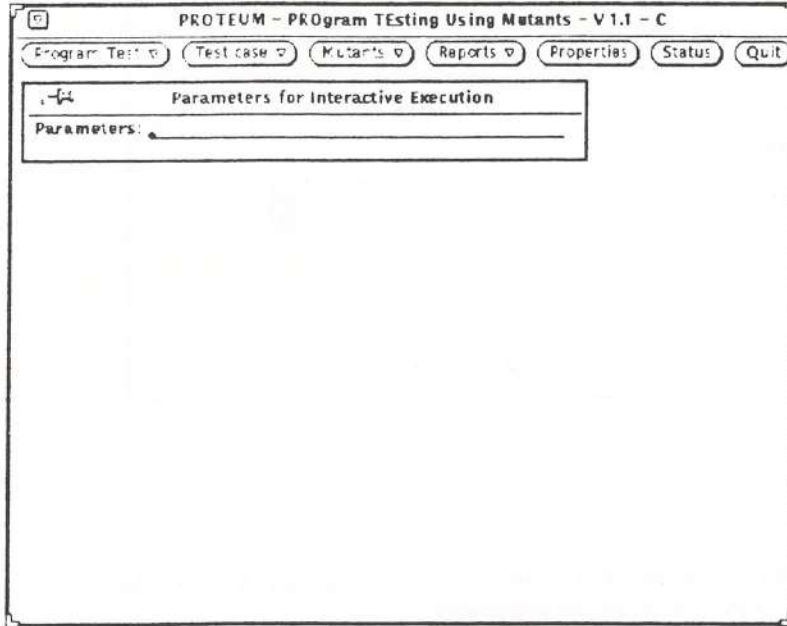 PROTEUM - PROgram TEsting Using Mutants - V 1.1 - C
Program Test Test case Mutants Reports Properties Status Quit
Parameters for Interactive Execution
Parameters: